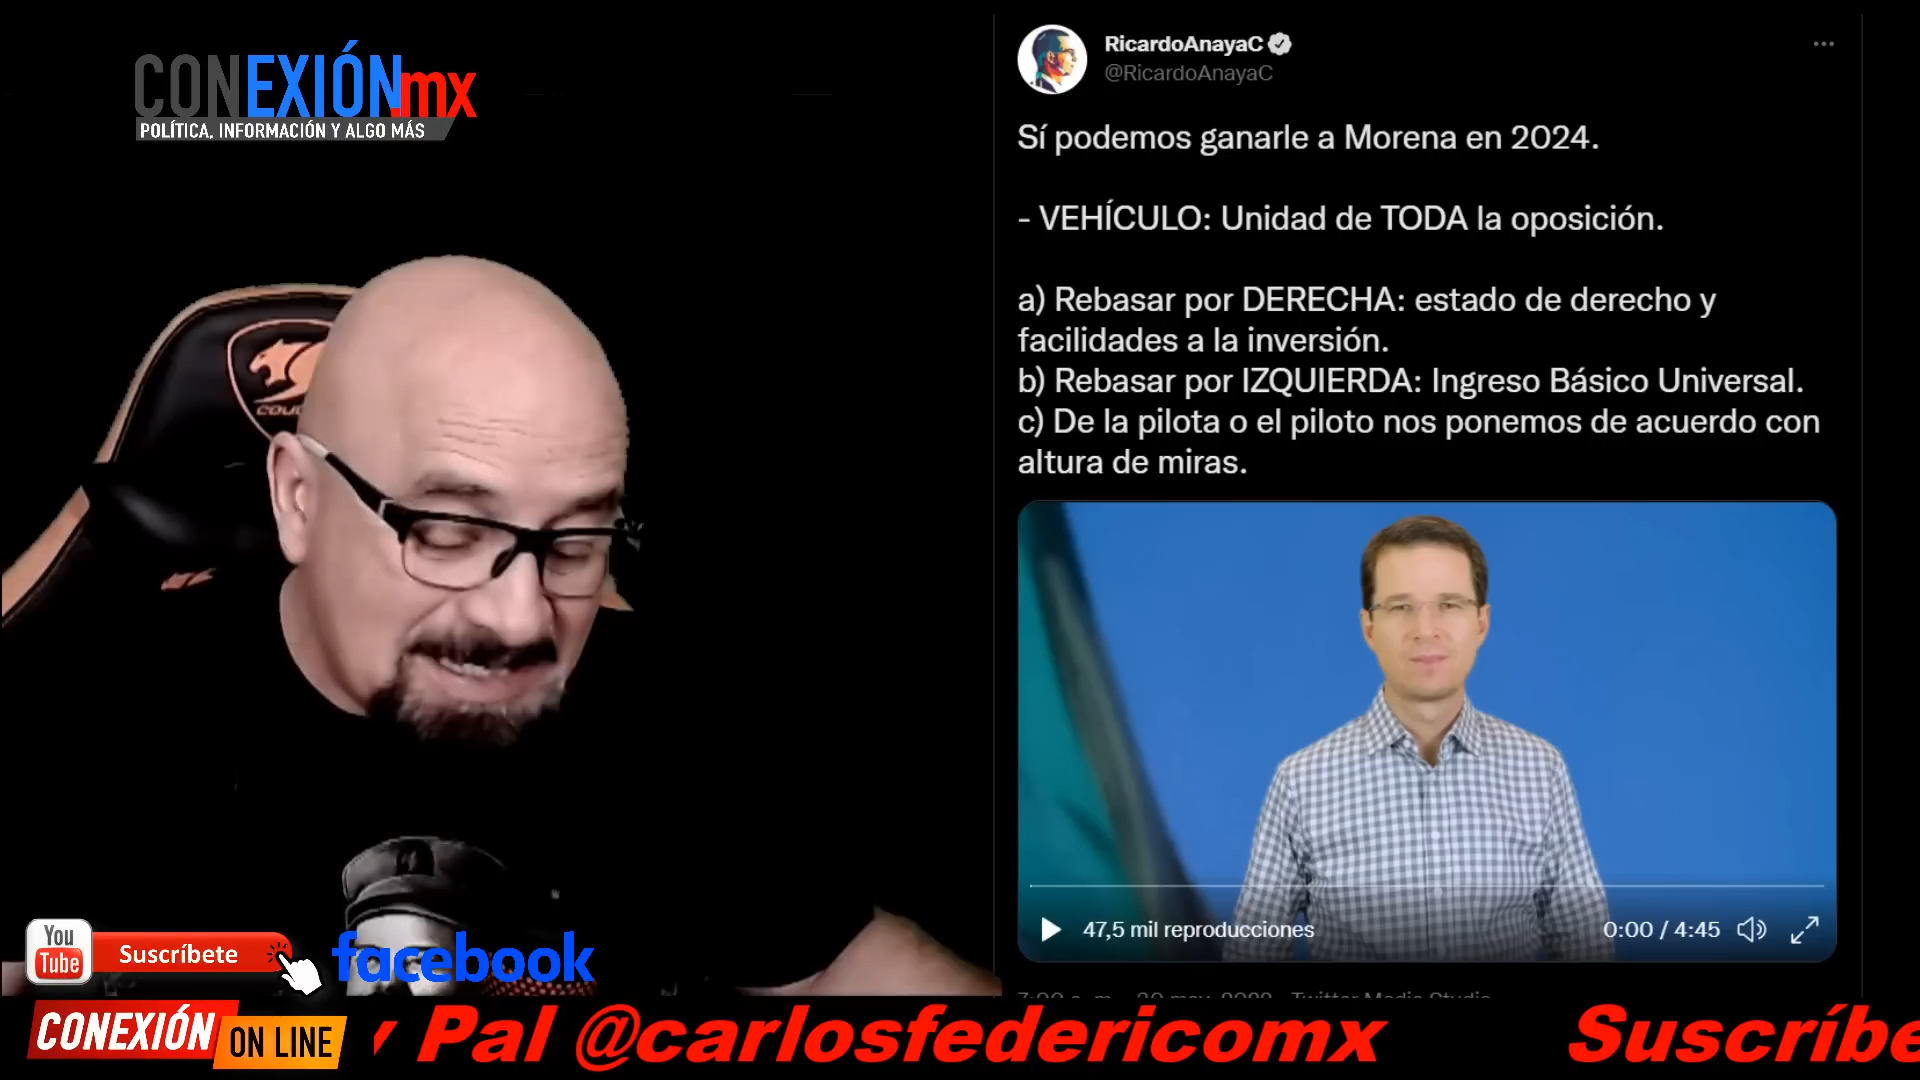 CONEXIÓNmx
POLÍTICA, INFORMACIÓN Y ALGO MÁS
RicardoAnayaC
@RicardoAnayaC
Sí podemos ganarle a Morena en 2024.
- VEHÍCULO: Unidad de TODA la oposición.
a) Rebasar por DERECHA: estado de derecho y
facilidades a la inversión.
b) Rebasar por IZQUIERDA: Ingreso Básico Universal.
c) De la pilota o el piloto nos ponemos de acuerdo con
altura de miras.
47,5 mil reproducciones
0:00 / 4:45
You
Tube
Suscríbete
facebook
CONEXIÓN
ON LINE
y Pal @carlosfedericomx
Suscríbe